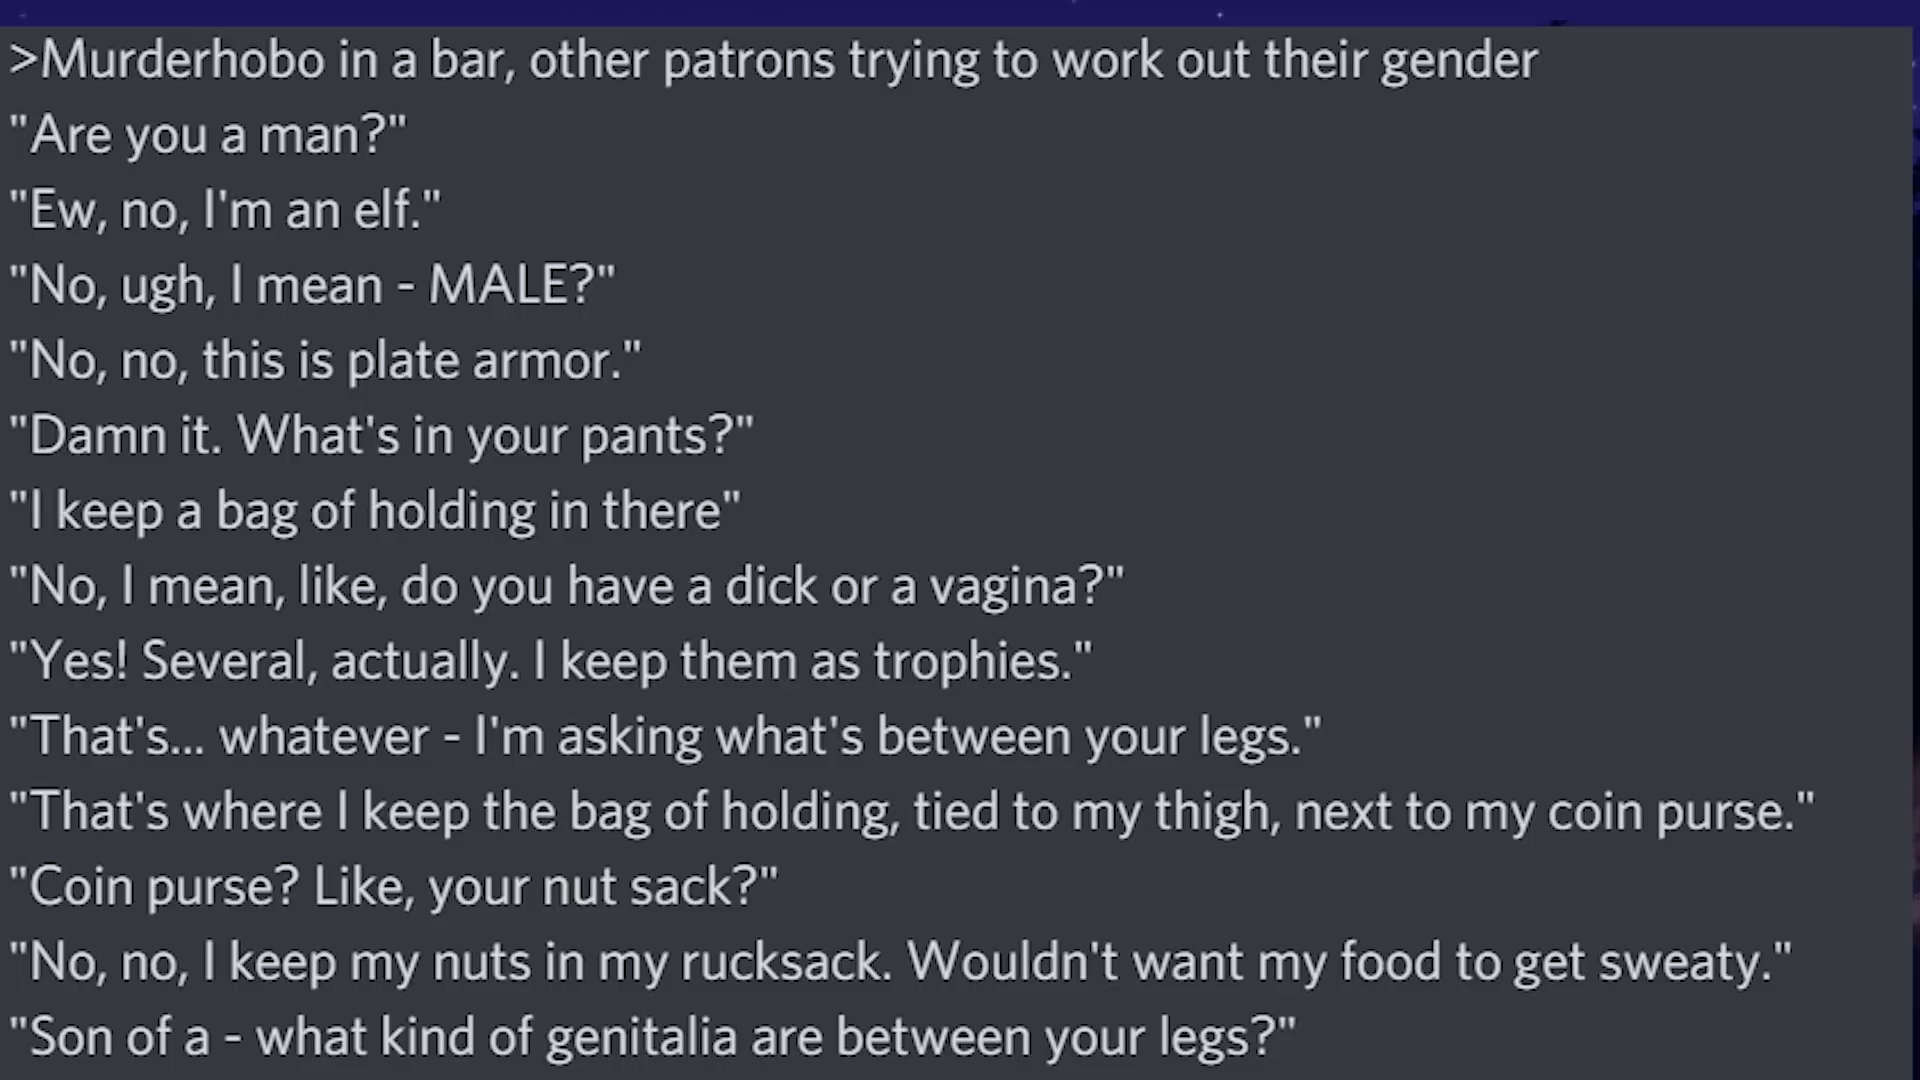 >Murderhobo in a bar, other patrons trying to work out their gender
"Are you a man?"
"Ew, no, I'm an elf."
"No, ugh, I mean - MALE?"
"No, no, this is plate armor."
"Damn it. What's in your pants?"
"I keep a bag of holding in there"
"No, I mean, like, do you have a dick or a vagina?"
"Yes! Several, actually. I keep them as trophies."
"That's... whatever - I'm asking what's between your legs."
"That's where I keep the bag of holding, tied to my thigh, next to my coin purse."
"Coin purse? Like, your nut sack?"
"No, no, I keep my nuts in my rucksack. Wouldn't want my food to get sweaty."
"Son of a - what kind of genitalia are between your legs?"